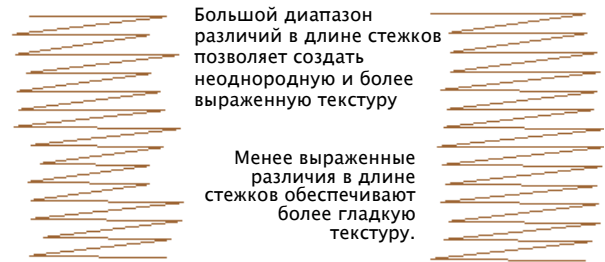 Большой диапазон
различий в длине стежков
позволяет создать
неоднородную и более
выраженную текстуру
Менее выраженные
различия в длине
стежков обеспечивают
более гладкую
текстуру.